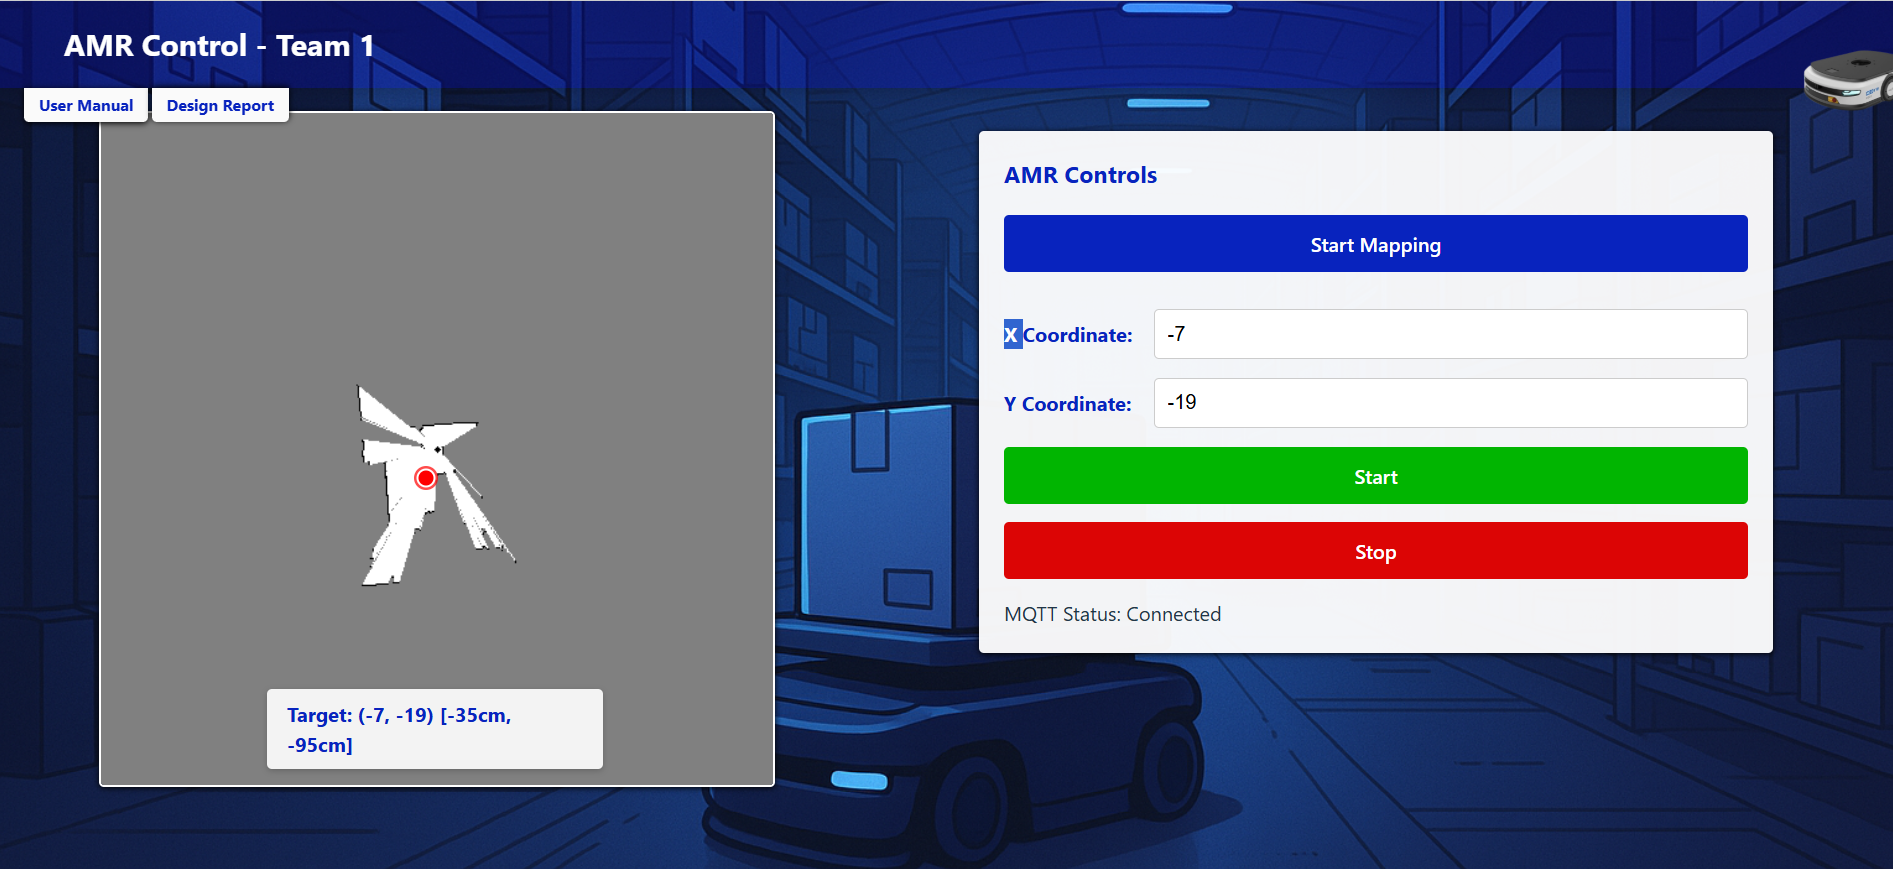 AMR Control - Team 1
User Manual
Design Report
AMR Controls
Start Mapping
X Coordinate:
-7
Y Coordinate:
-19
Start
Stop
MQTT Status: Connected
Target: (-7, -19) [-35cm,
-95cm]